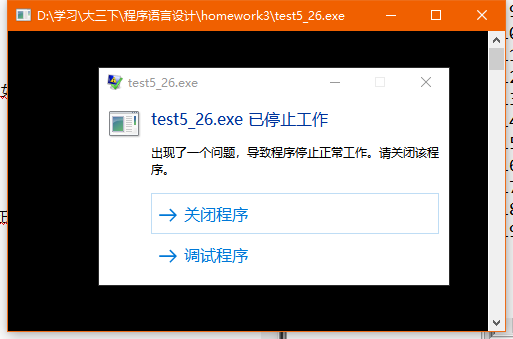 D:\学习\大三下\程序语言设计\homework3\test5_26.exe
test5_26.exe
test5_26.exe 已停止工作
出现了一个问题，导致程序停止正常工作。请关闭该程
序。
→ 关闭程序
→ 调试程序